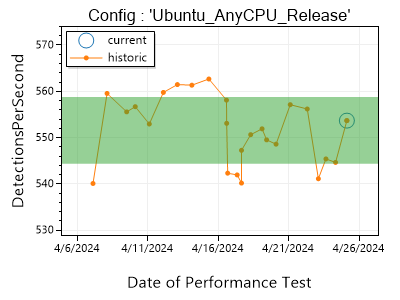 Config : 'Ubuntu_AnyCPU_Release'
current
historic
DetectionsPerSecond
570
560
550
540
530
4/6/2024
4/11/2024
4/16/2024
4/21/2024
4/26/2024
Date of Performance Test